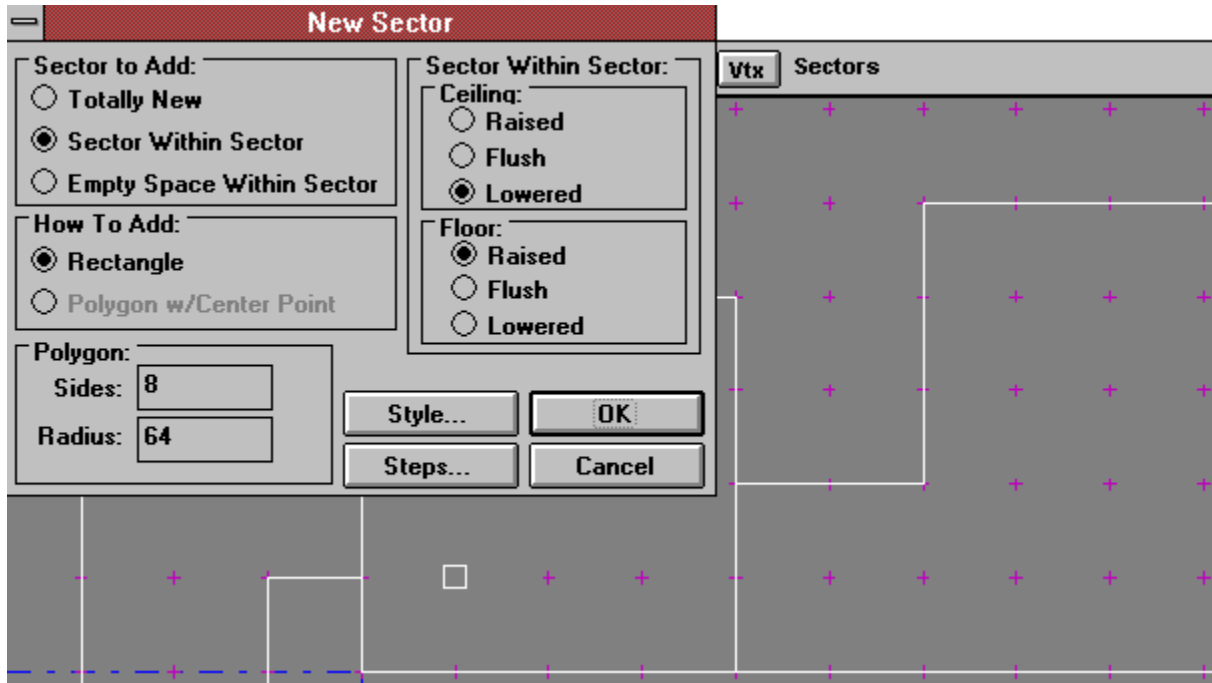 New Sector
Sector to Add:
Totally New
Sector Within Sector
Empty Space Within Sector
How To Add:
Rectangle
Polygon w/Center Point
Polygon:
Sides: 8
Radius: 64
Sector Within Sector:
Ceiling:
Raised
Flush
Lowered
Floor:
Raised
Flush
Lowered
Style...
OK
Steps...
Cancel
Vtx Sectors